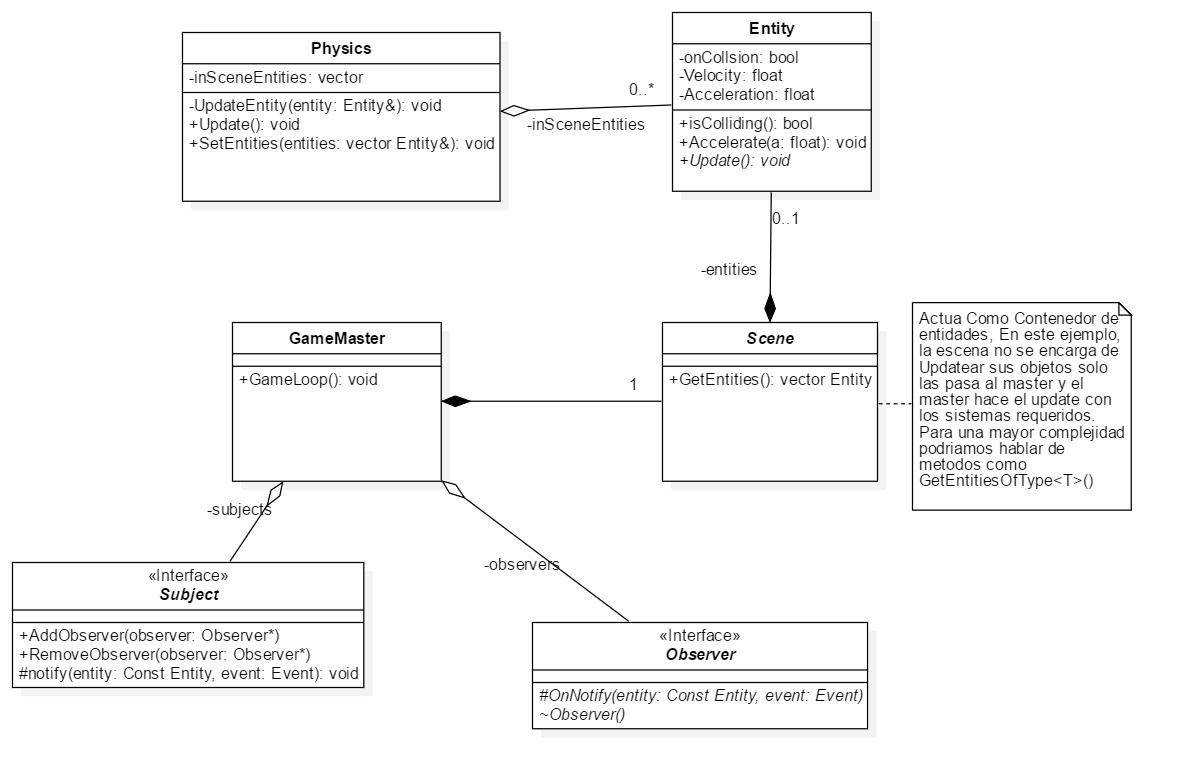 Physics
-inSceneEntities: vector
-UpdateEntity(entity: Entity&): void
+Update(): void
+SetEntities(entities: vector Entity&): void
0..*
-inSceneEntities
Entity
-onCollsion: bool
-Velocity: float
-Acceleration: float
+isColliding(): bool
+Accelerate(a: float): void
+Update(): void
0..1
-entities
GameMaster
+GameLoop(): void
1
Scene
+GetEntities(): vector Entity
Actua Como Contenedor de
entidades, En este ejemplo,
la escena no se encarga de
Updatear sus objetos solo
las pasa al master y el
master hace el update con
los sistemas requeridos.
Para una mayor complejidad
podriamos hablar de
metodos como
GetEntitiesOfType<T>()
-subjects
-observers
«Interface»
Subject
+AddObserver(observer: Observer*)
+RemoveObserver(observer: Observer*)
#notify(entity: Const Entity, event: Event): void
«Interface»
Observer
#OnNotify(entity: Const Entity, event: Event)
~Observer()